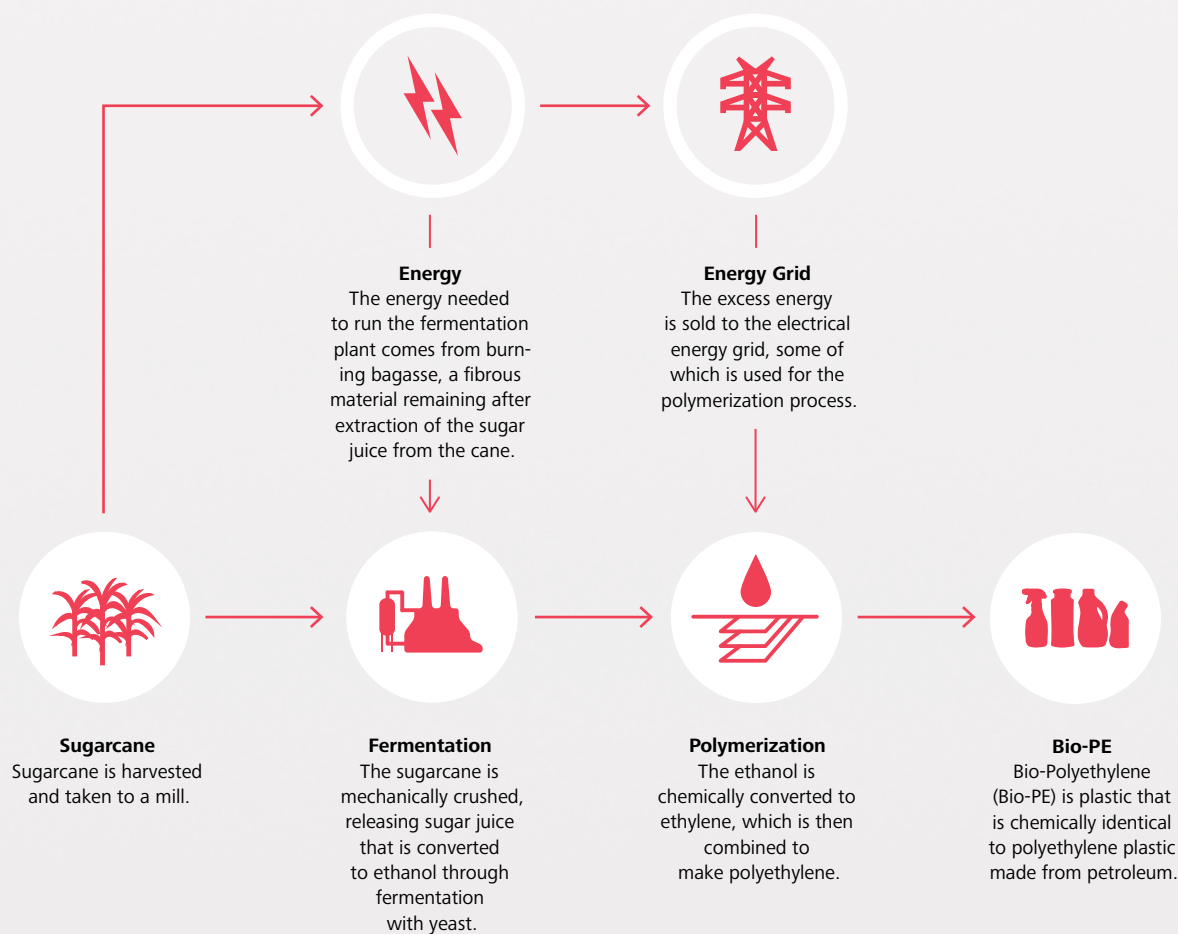 Energy
The energy needed
to run the fermentation
plant comes from burn-
ing bagasse, a fibrous
material remaining after
extraction of the sugar
juice from the cane.
Energy Grid
The excess energy
is sold to the electrical
energy grid, some of
which is used for the
polymerization process.
Sugarcane
Sugarcane is harvested
and taken to a mill.
Fermentation
The sugarcane is
mechanically crushed,
releasing sugar juice
that is converted
to ethanol through
fermentation
with yeast.
Polymerization
The ethanol is
chemically converted to
ethylene, which is then
combined to
make polyethylene.
Bio-PE
Bio-Polyethylene
(Bio-PE) is plastic that
is chemically identical
to polyethylene plastic
made from petroleum.